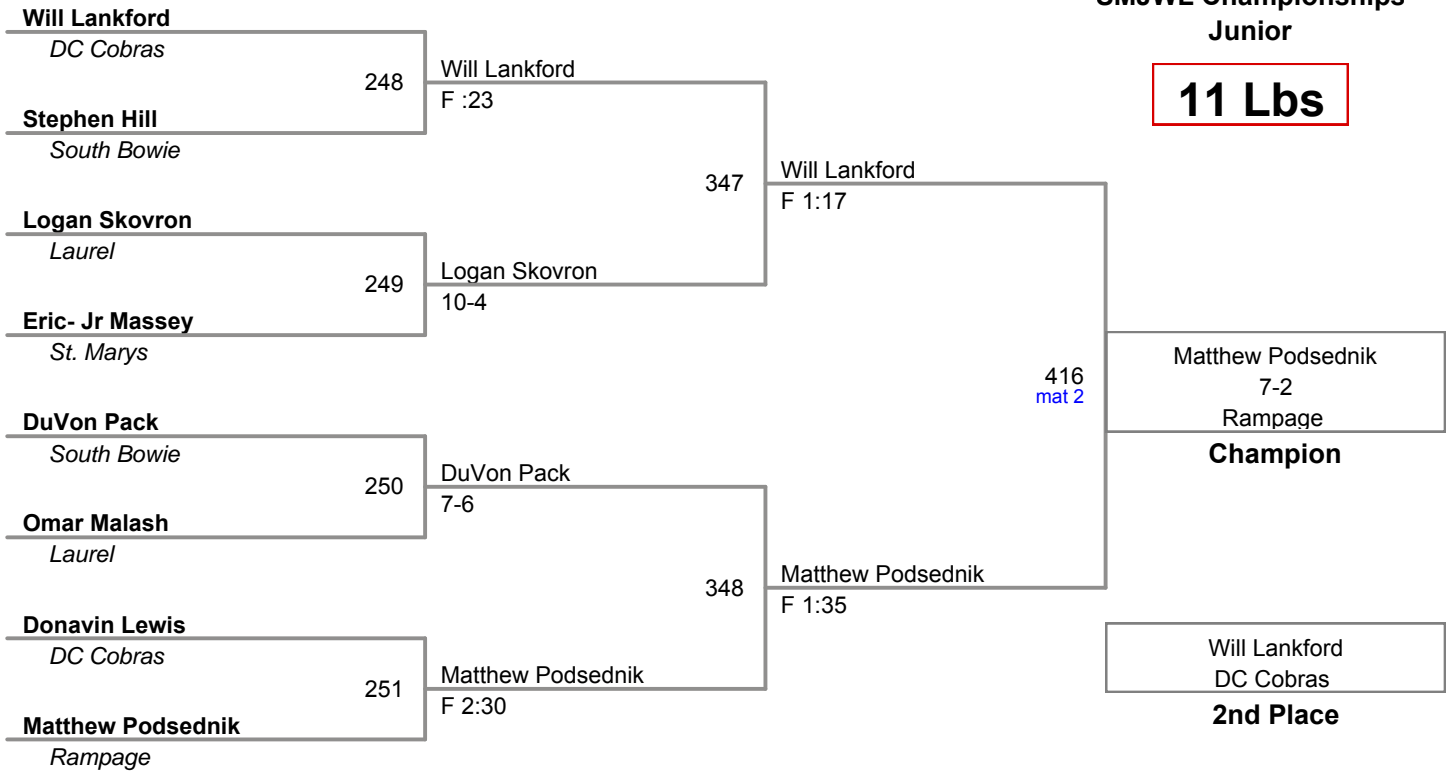 SMJWL Championships
Junior
11 Lbs
Will Lankford
DC Cobras
248
Will Lankford
F :23
Stephen Hill
South Bowie
347
Will Lankford
F 1:17
Logan Skovron
Laurel
249
Logan Skovron
10-4
Eric- Jr Massey
St. Marys
416
mat 2
Matthew Podsednik
7-2
Rampage
Champion
DuVon Pack
South Bowie
250
DuVon Pack
7-6
Omar Malash
Laurel
348
Matthew Podsednik
F 1:35
Donavin Lewis
DC Cobras
251
Matthew Podsednik
F 2:30
Matthew Podsednik
Rampage
Will Lankford
DC Cobras
2nd Place